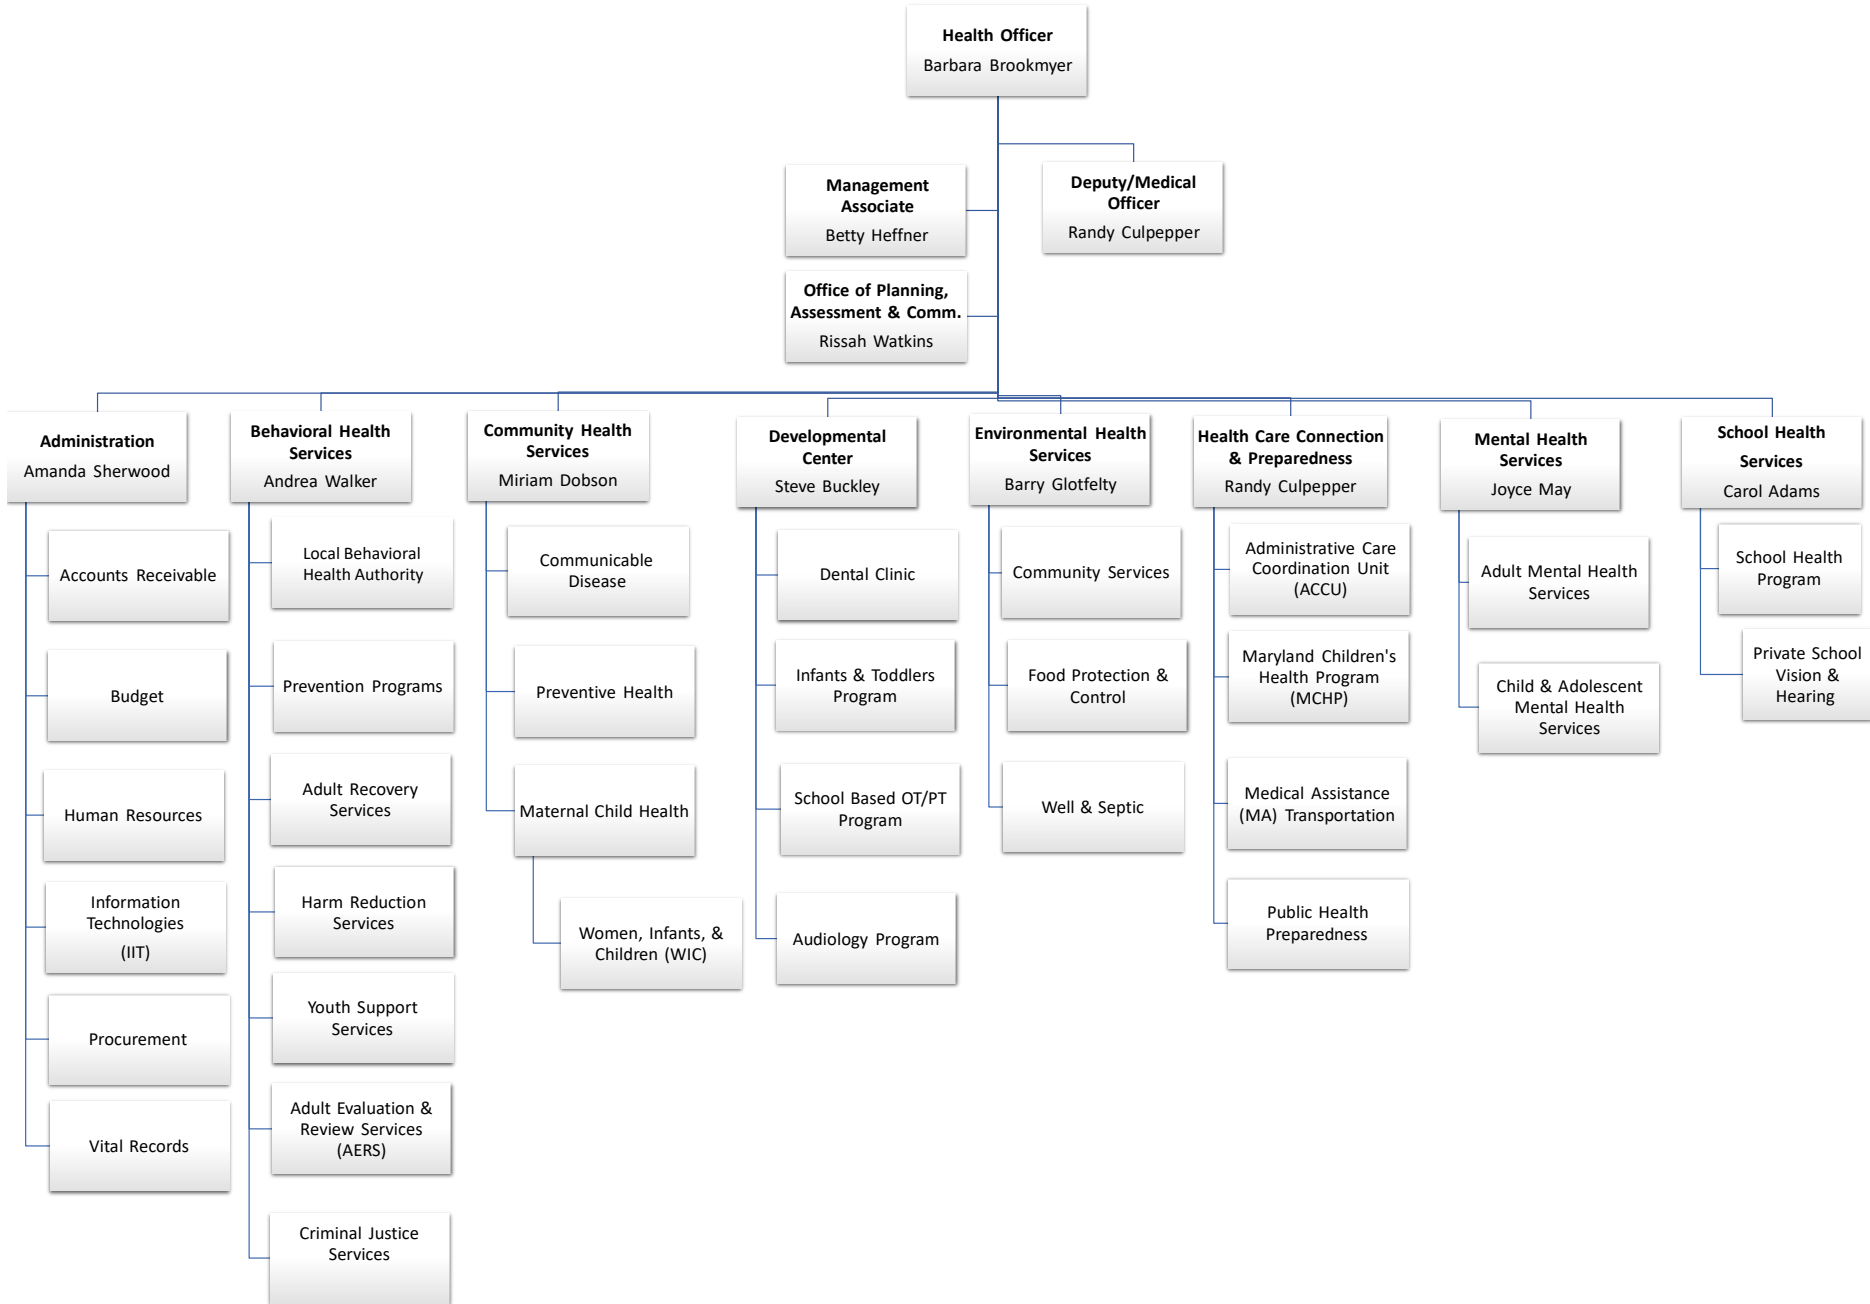 Health Officer
Barbara Brookmyer
Management
Associate
Betty Heffner
Deputy/Medical
Officer
Randy Culpepper
Office of Planning,
Assessment & Comm.
Rissah Watkins
Administration
Amanda Sherwood
Accounts Receivable
Budget
Human Resources
Information
Technologies
(IIT)
Procurement
Vital Records
Behavioral Health
Services
Andrea Walker
Local Behavioral
Health Authority
Prevention Programs
Adult Recovery
Services
Harm Reduction
Services
Youth Support
Services
Adult Evaluation &
Review Services
(AERS)
Criminal Justice
Services
Community Health
Services
Miriam Dobson
Communicable
Disease
Preventive Health
Maternal Child Health
Women, Infants, &
Children (WIC)
Developmental
Center
Steve Buckley
Dental Clinic
Infants & Toddlers
Program
School Based OT/PT
Program
Audiology Program
Environmental Health
Services
Barry Glotfelty
Community Services
Food Protection &
Control
Well & Septic
Health Care Connection
& Preparedness
Randy Culpepper
Administrative Care
Coordination Unit
(ACCU)
Maryland Children's
Health Program
(MCHP)
Medical Assistance
(MA) Transportation
Public Health
Preparedness
Mental Health
Services
Joyce May
Adult Mental Health
Services
Child & Adolescent
Mental Health
Services
School Health
Services
Carol Adams
School Health
Program
Private School
Vision &
Hearing